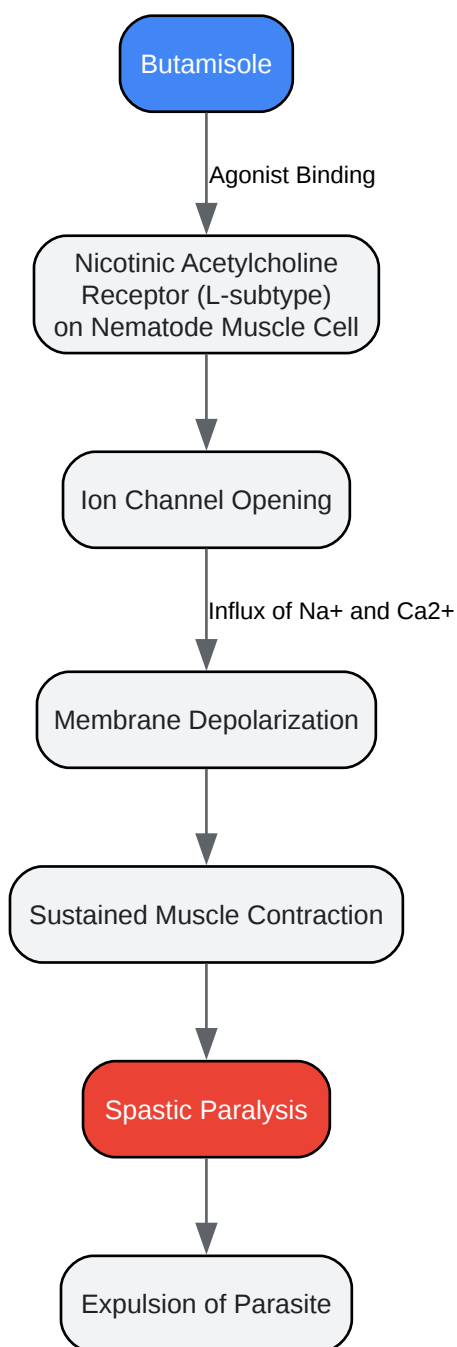 Butamisole
Agonist Binding
Nicotinic Acetylcholine
Receptor (L-subtype)
on Nematode Muscle Cell
Ion Channel Opening
Influx of Na+ and Ca2+
Membrane Depolarization
Sustained Muscle Contraction
Spastic Paralysis
Expulsion of Parasite